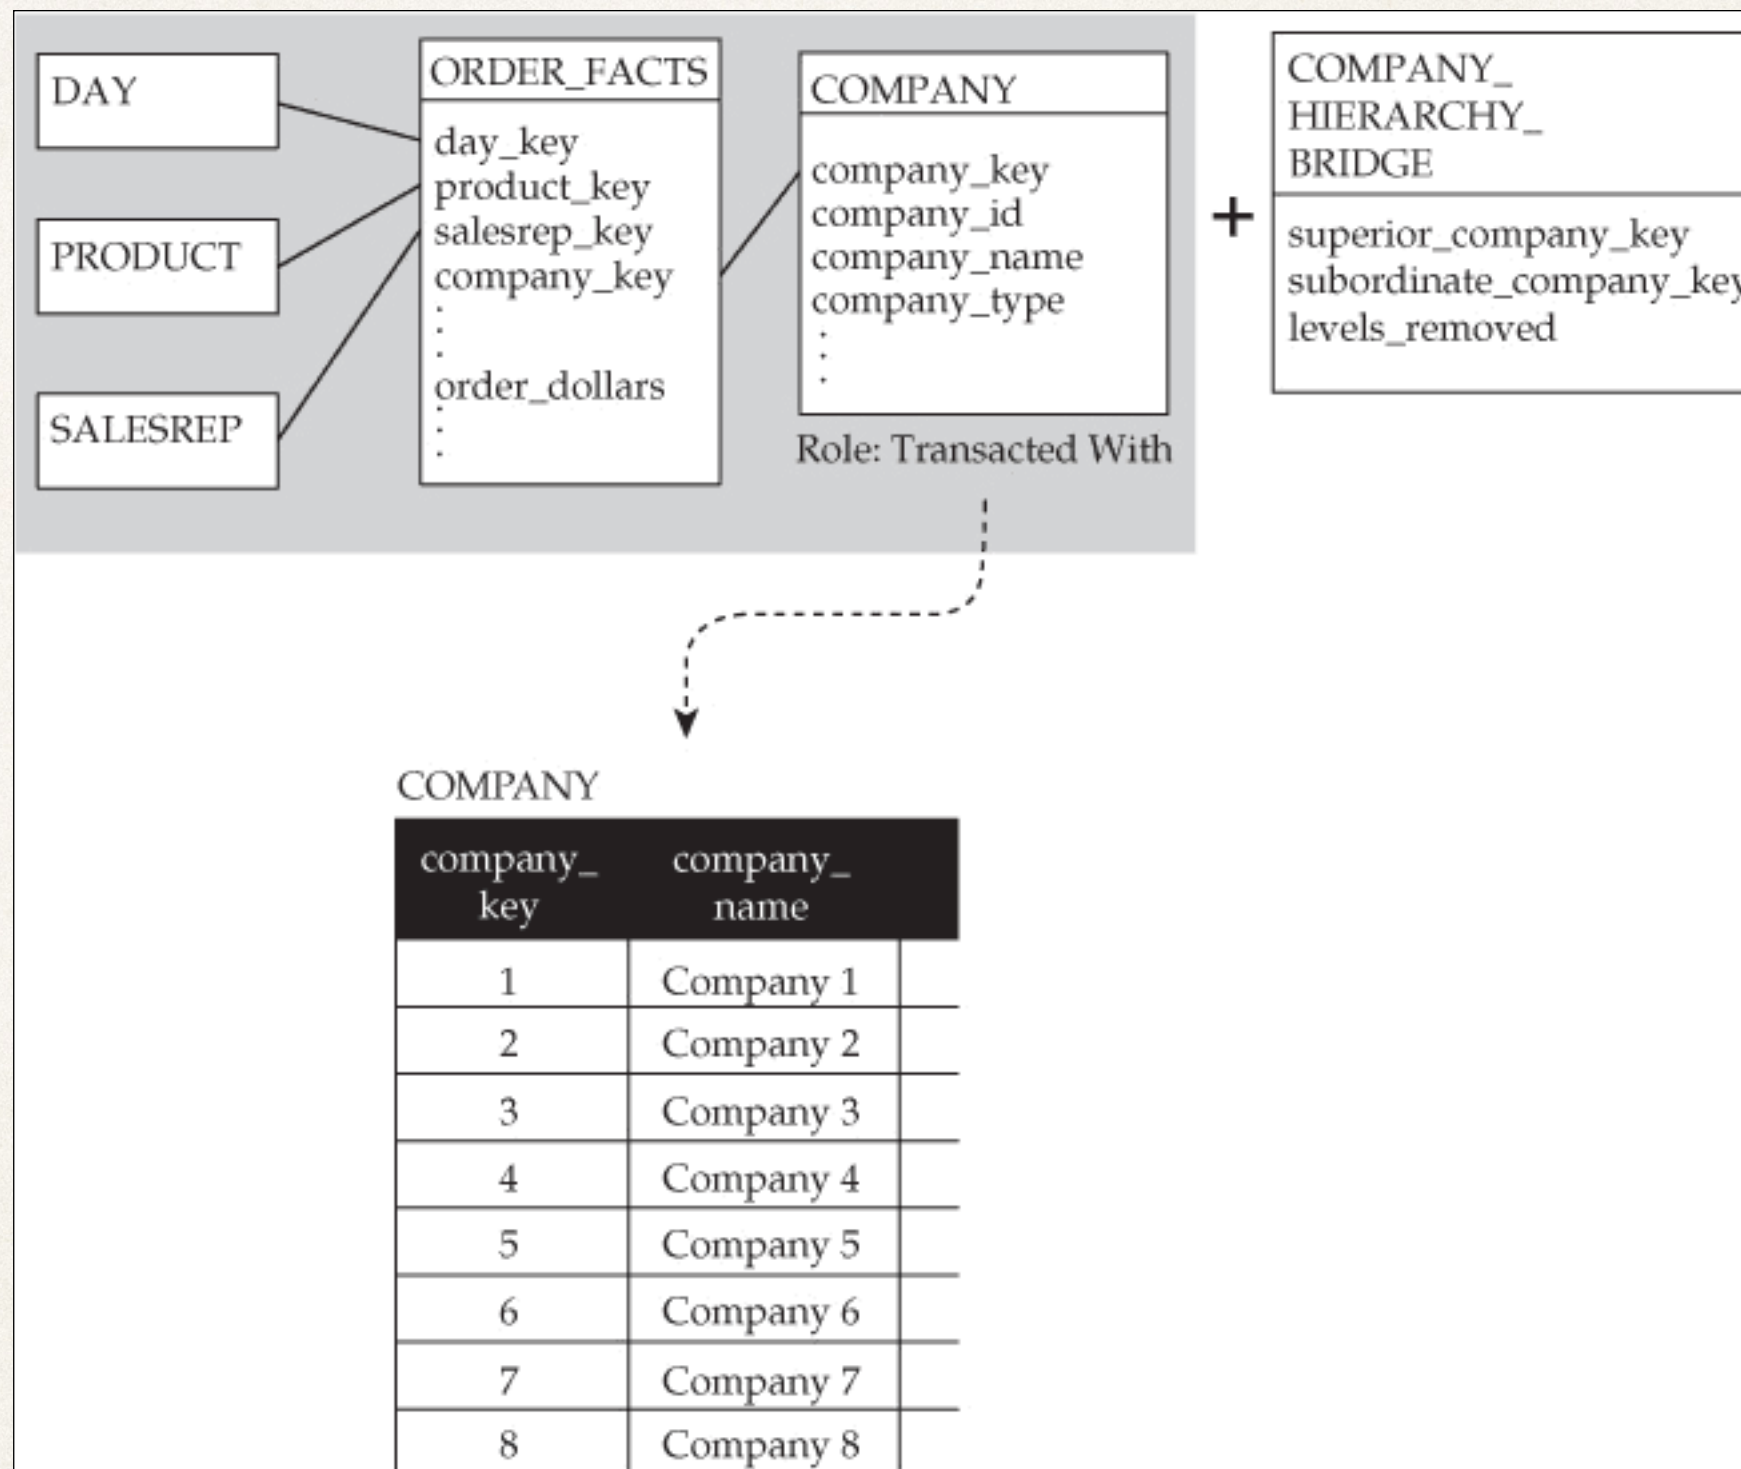 DAY
PRODUCT
SALESREP
ORDER_FACTS
day_key
product_key
salesrep_key
company_key
.
.
.
order_dollars
.
.
.
COMPANY
company_key
company_id
company_name
company_type
.
.
.
Role: Transacted With
+
COMPANY_
HIERARCHY_
BRIDGE
superior_company_key
subordinate_company_key
levels_removed
COMPANY
company_ company_
key name
1 Company 1
2 Company 2
3 Company 3
4 Company 4
5 Company 5
6 Company 6
7 Company 7
8 Company 8